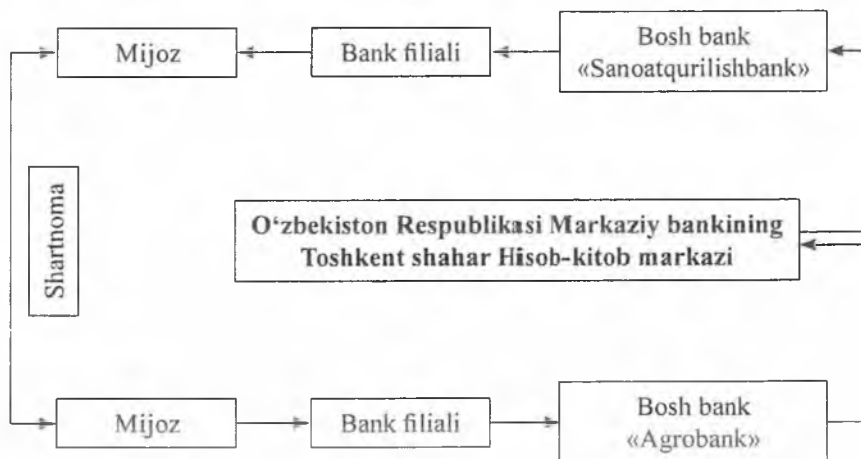 Mijoz
Bank filiali
Bosh bank
«Sanoatqurilishbank»
Shartnoma
O‘zbekiston Respublikasi Markaziy bankining
Toshkent shahar Hisob-kitob markazi
Mijoz
Bank filiali
Bosh bank
«Agrobank»